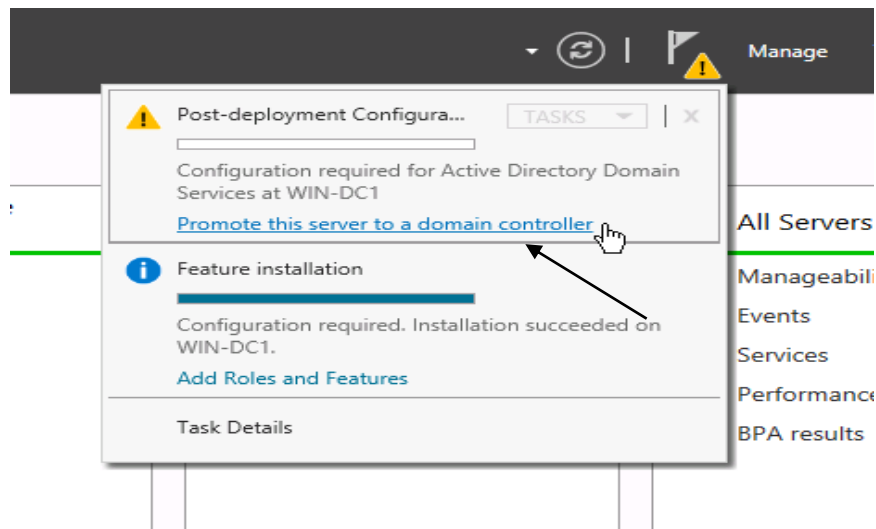 Manage
Post-deployment Configura...
TASKS
Configuration required for Active Directory Domain
Services at WIN-DC1
Promote this server to a domain controller
Feature installation
Configuration required. Installation succeeded on
WIN-DC1.
Add Roles and Features
Task Details
All Servers
Manageabili
Events
Services
Performance
BPA results